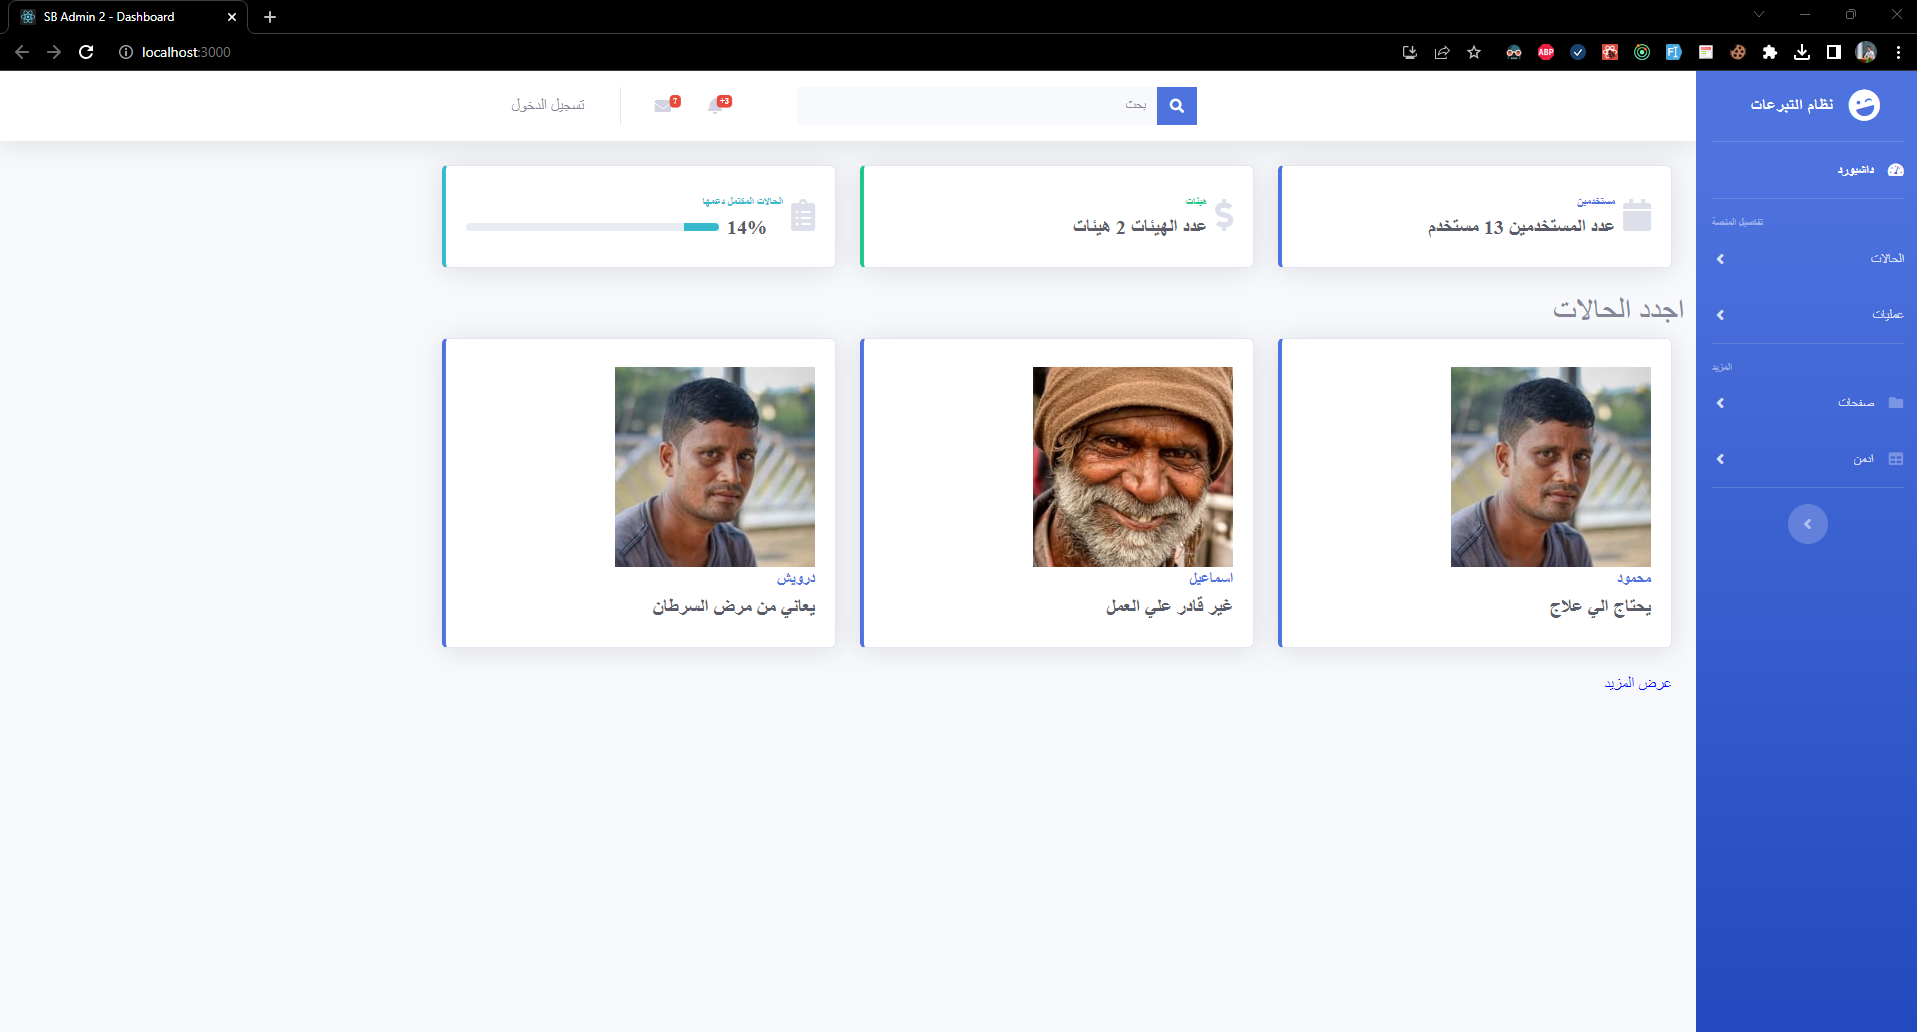 SB Admin 2 - Dashboard
localhost:3000
ABP
نظام التبرعات
داشبورد
تفاصيل المنصة
الحالات
عمليات
المزيد
صفحات
ادمن
بحث
+3
7
تسجيل الدخول
مستخدمين
عدد المستخدمين 13 مستخدم
هيئات
عدد الهيئات 2 هيئات
الحالات المكتمل دعمها
14%
اجدد الحالات
محمود
يحتاج الي علاج
اسماعيل
غير قادر علي العمل
درويش
يعاني من مرض السرطان
عرض المزيد